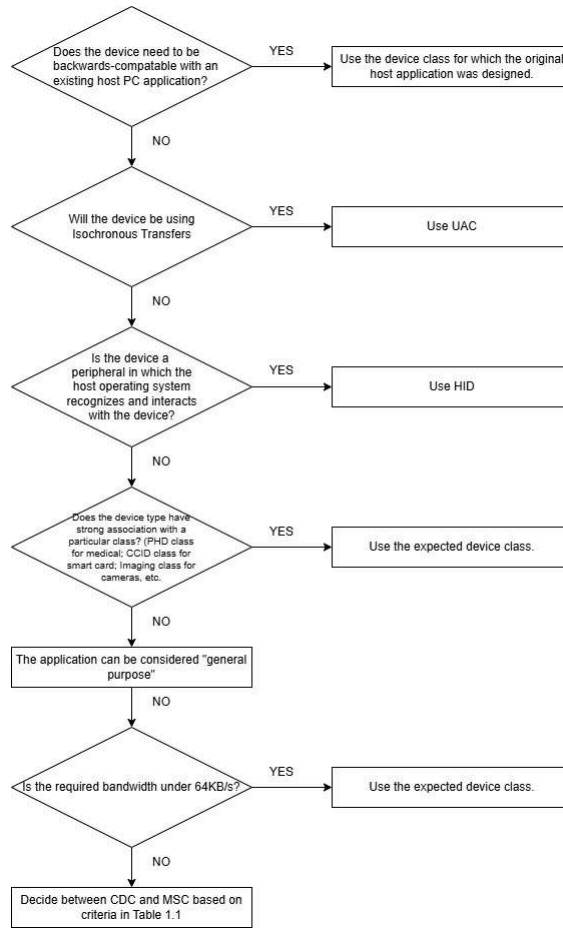 Does the device need to be
backwards-compatable with an
existing host PC application?
YES
Use the device class for which the original
host application was designed.
NO
Will the device be using
Isochronous Transfers
YES
Use UAC
NO
Is the device a
peripheral in which the
host operating system
recognizes and interacts
with the device?
YES
Use HID
NO
Does the device type have
strong association with a
particular class? (PHD class
for medical; CCID class for
smart card; Imaging class for
cameras, etc.
YES
Use the expected device class.
NO
The application can be considered "general
purpose"
NO
Is the required bandwidth under 64KB/s?
YES
Use the expected device class.
NO
Decide between CDC and MSC based on
criteria in Table 1.1